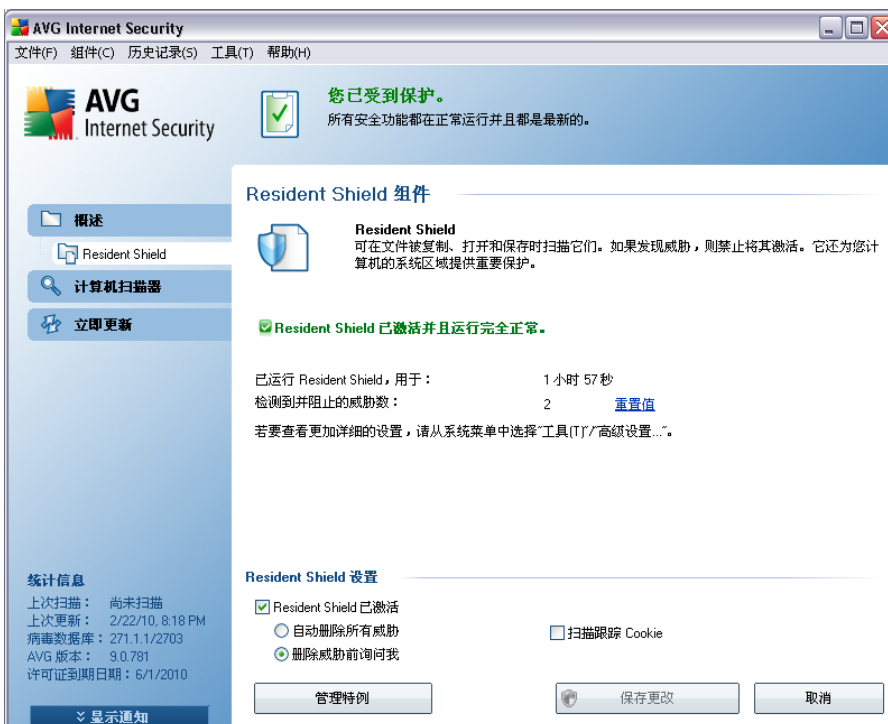 AVG Internet Security
文件(F) 组件(C) 历史记录(S) 工具(T) 帮助(H)
AVG
Internet Security
您已受到保护。
所有安全功能都在正常运行并且都是最新的。
概述
Resident Shield
计算机扫描器
立即更新
Resident Shield 组件
Resident Shield
可在文件被复制、打开和保存时扫描它们。如果发现威胁，则禁止将其激活。它还为您计
算机的系统区域提供重要保护。
Resident Shield 已激活并且运行完全正常。
已运行 Resident Shield，用于： 1 小时 57 秒
检测到并阻止的威胁数： 2 重置值
若要查看更加详细的设置，请从系统菜单中选择“工具(T)”/“高级设置...”。
统计信息
上次扫描： 尚未扫描
上次更新： 2/22/10, 8:18 PM
病毒数据库：271.1.1/2703
AVG 版本： 9.0.781
许可证到期日期：6/1/2010
显示通知
Resident Shield 设置
Resident Shield 已激活
自动删除所有威胁 扫描跟踪 Cookie
删除威胁前询问我
管理特例 保存更改 取消